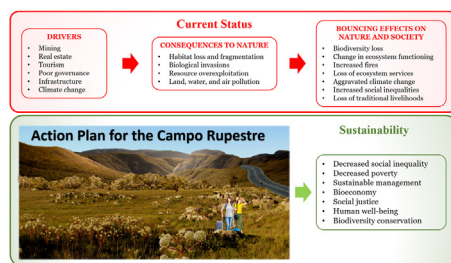 Current Status
DRIVERS
• Mining
• Real estate
• Tourism
• Poor governance
• Infrastructure
• Climate change
CONSEQUENCES TO NATURE
• Habitat loss and fragmentation
• Biological invasions
• Resource overexploitation
• Land, water, and air pollution
BOUNCING EFFECTS ON
NATURE AND SOCIETY
• Biodiversity loss
• Change in ecosystem functioning
• Increased fires
• Loss of ecosystem services
• Aggravated climate change
• Increased social inequalities
• Loss of traditional livelihoods
Action Plan for the Campo Rupestre
Sustainability
• Decreased social inequality
• Decreased poverty
• Sustainable management
• Bioeconomy
• Social justice
• Human well-being
• Biodiversity conservation